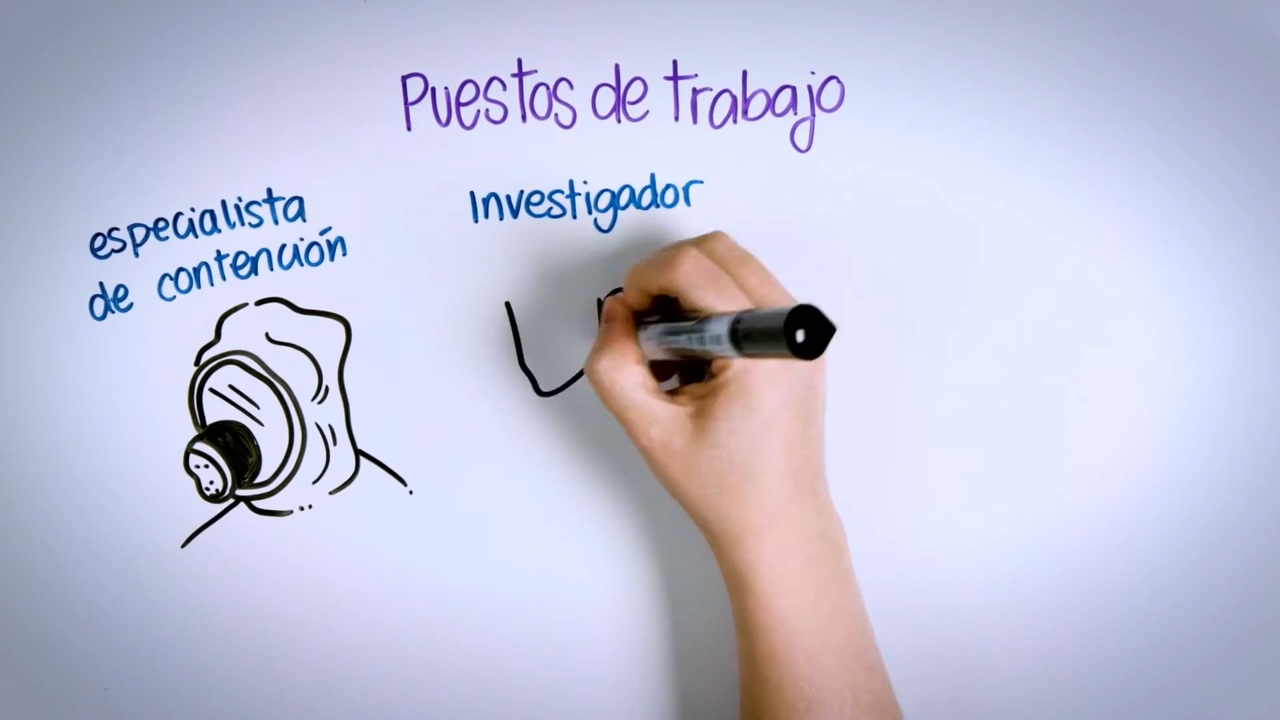 Puestos de trabajo
especialista
de contención
Investigador